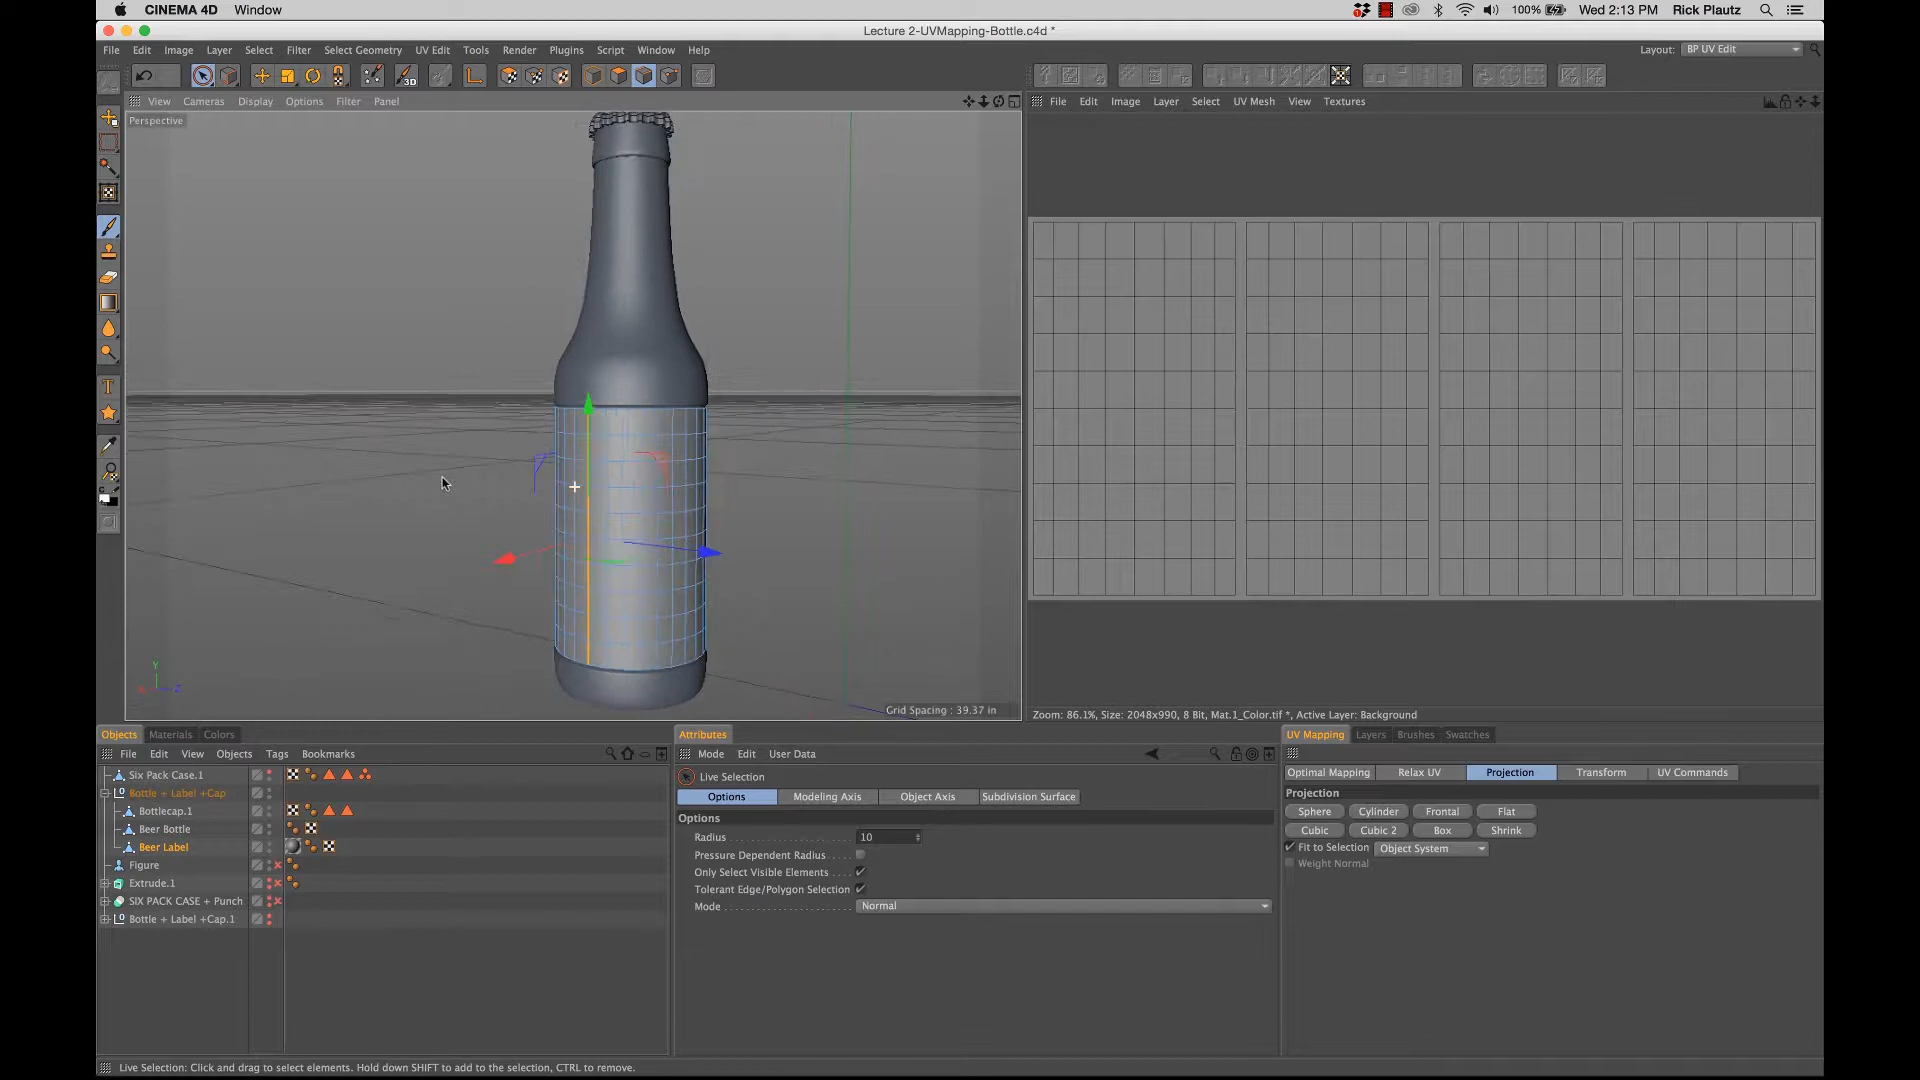 CINEMA 4D Window
100% Wed 2:13 PM Rick Plautz
Lecture 2-UVMapping-Bottle.c4d *
File Edit Image Layer Select Filter Select Geometry UV Edit Tools Render Plugins Script Window Help
Layout: BP UV Edit
3D
View Cameras Display Options Filter Panel
File Edit Image Layer Select UV Mesh View Textures
Perspective
Y
X
Z
Grid Spacing : 39.37 in
Zoom: 86.1%, Size: 2048x990, 8 Bit, Mat.1_Color.tif *, Active Layer: Background
Objects Materials Colors
File Edit View Objects Tags Bookmarks
Six Pack Case.1
Bottle + Label +Cap
Bottlecap.1
Beer Bottle
Beer Label
Figure
Extrude.1
SIX PACK CASE + Punch
Bottle + Label +Cap.1
Attributes
Mode Edit User Data
Live Selection
Options Modeling Axis Object Axis Subdivision Surface
Options
Radius 10
Pressure Dependent Radius
Only Select Visible Elements
Tolerant Edge/Polygon Selection
Mode Normal
UV Mapping Layers Brushes Swatches
Optimal Mapping Relax UV Projection Transform UV Commands
Projection
Sphere Cylinder Frontal Flat
Cubic Cubic 2 Box Shrink
Fit to Selection Object System
Weight Normal
Live Selection: Click and drag to select elements. Hold down SHIFT to add to the selection, CTRL to remove.